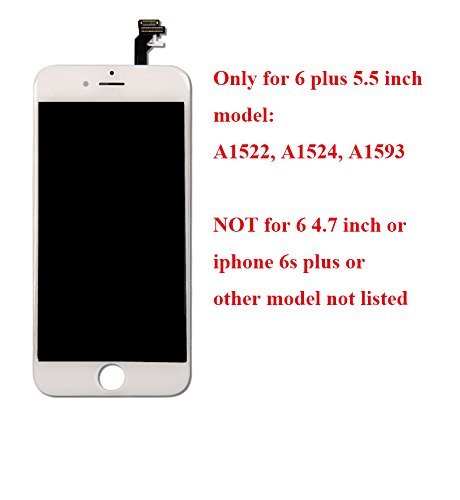 Only for 6 plus 5.5 inch
model:
A1522, A1524, A1593
NOT for 6 4.7 inch or
iphone 6s plus or
other model not listed